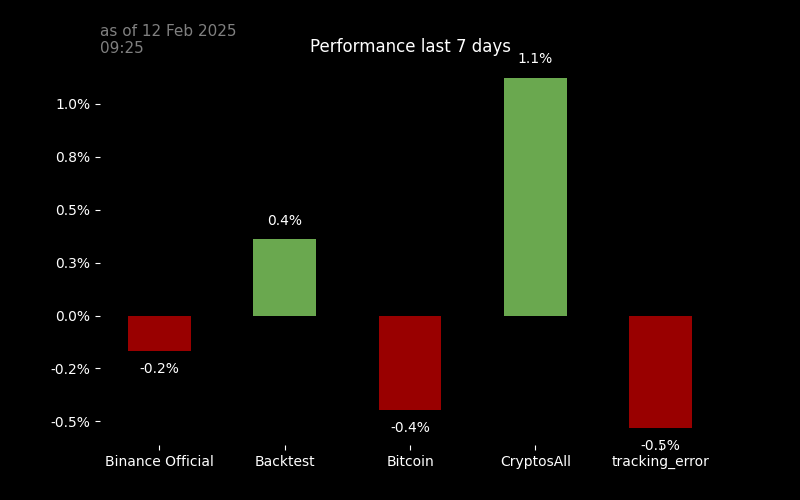 as of 12 Feb 2025
09:25
Performance last 7 days
1.1%
1.0%
0.8%
0.5%
0.4%
0.3%
0.0%
-0.2%
-0.2%
-0.4%
-0.5%
-0.5%
Binance Official
Backtest
Bitcoin
CryptosAll
tracking_error